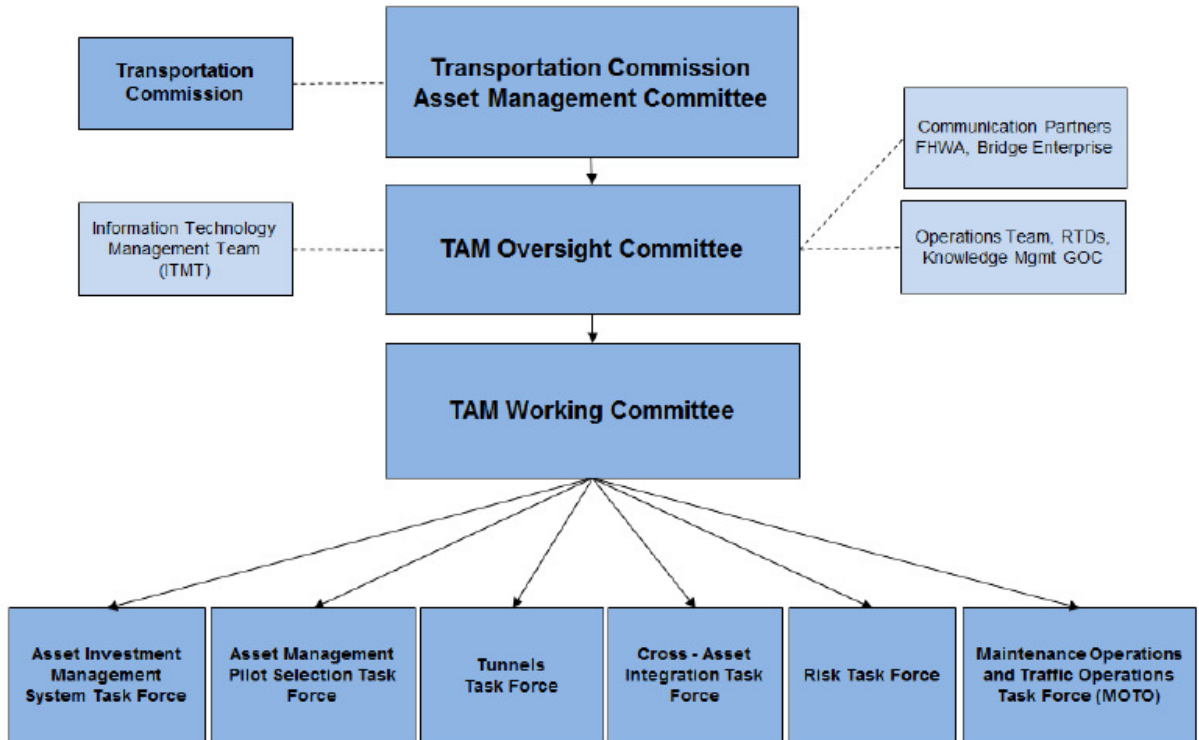 Transportation
Commission
Transportation Commission
Asset Management Committee
Communication Partners
FHWA, Bridge Enterprise
Information Technology
Management Team
(ITMT)
TAM Oversight Committee
Operations Team, RTDs,
Knowledge Mgmt GOC
TAM Working Committee
Asset Investment
Management
System Task Force
Asset Management
Pilot Selection Task
Force
Tunnels
Task Force
Cross - Asset
Integration Task
Force
Risk Task Force
Maintenance Operations
and Traffic Operations
Task Force (MOTO)